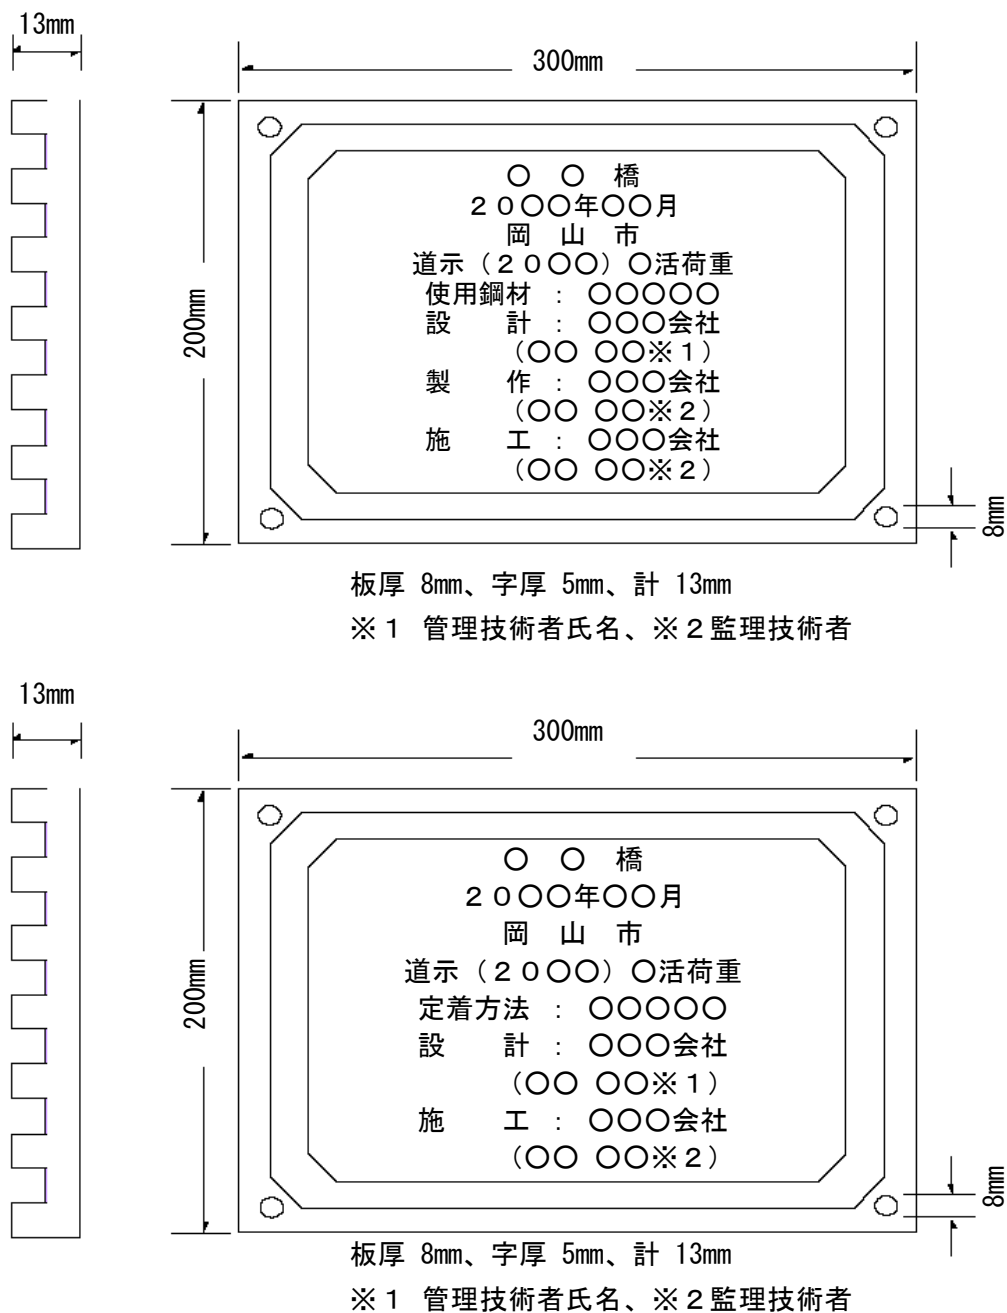 13mm
300mm
200mm
○ ○ 橋
２０○○年○○月
岡 山 市
道示（２０○○）○活荷重
使用鋼材 ： ○○○○○
設　　計 ： ○○○会社
（○○ ○○※１）
製　　作 ： ○○○会社
（○○ ○○※２）
施　　工 ： ○○○会社
（○○ ○○※２）
8mm
板厚 8mm、字厚 5mm、計 13mm
※１ 管理技術者氏名、※２監理技術者
13mm
300mm
200mm
○ ○ 橋
２０○○年○○月
岡 山 市
道示（２０○○）○活荷重
定着方法 ： ○○○○○
設　　計 ： ○○○会社
（○○ ○○※１）
施　　工 ： ○○○会社
（○○ ○○※２）
8mm
板厚 8mm、字厚 5mm、計 13mm
※１ 管理技術者氏名、※２監理技術者